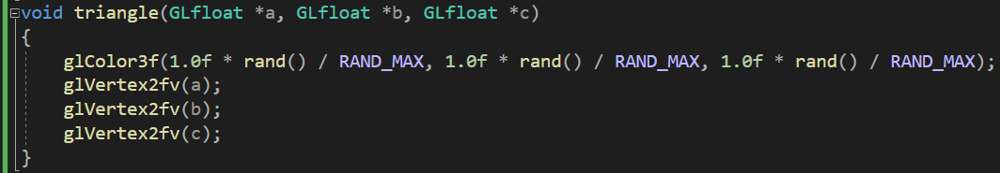 void triangle(GLfloat *a, GLfloat *b, GLfloat *c)
{
glColor3f(1.0f * rand() / RAND_MAX, 1.0f * rand() / RAND_MAX, 1.0f * rand() / RAND_MAX);
glVertex2fv(a);
glVertex2fv(b);
glVertex2fv(c);
}